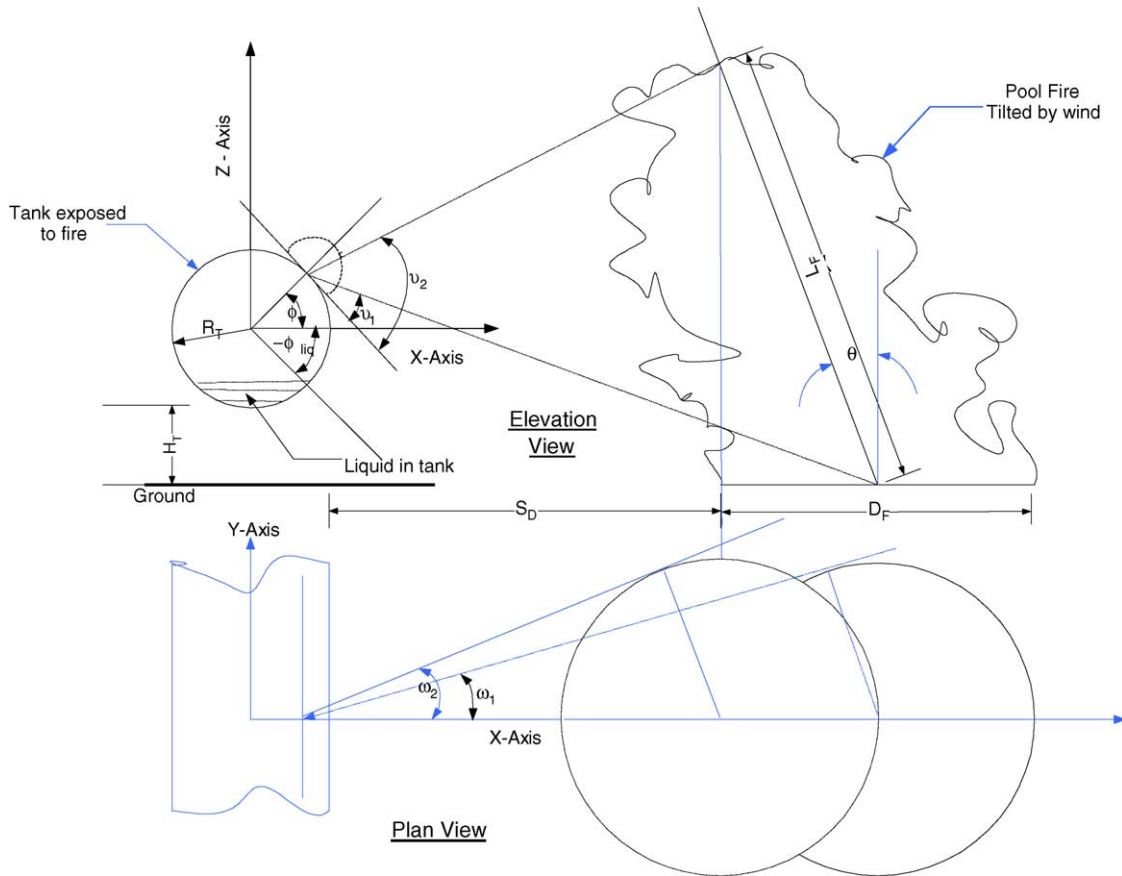 Z - Axis
Pool Fire
Tilted by wind
Tank exposed
to fire
υ₂
L_F
φ
υ₁
R_T
−φ liq
X-Axis
θ
Elevation
View
H_T
Liquid in tank
Ground
S_D
D_F
Y-Axis
ω₂
ω₁
X-Axis
Plan View